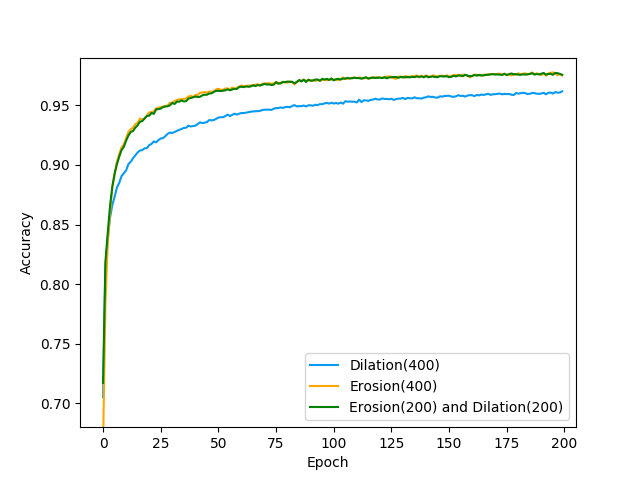 Accuracy
0.95
0.90
0.85
0.80
0.75
0.70
Dilation(400)
Erosion(400)
Erosion(200) and Dilation(200)
0 25 50 75 100 125 150 175 200
Epoch